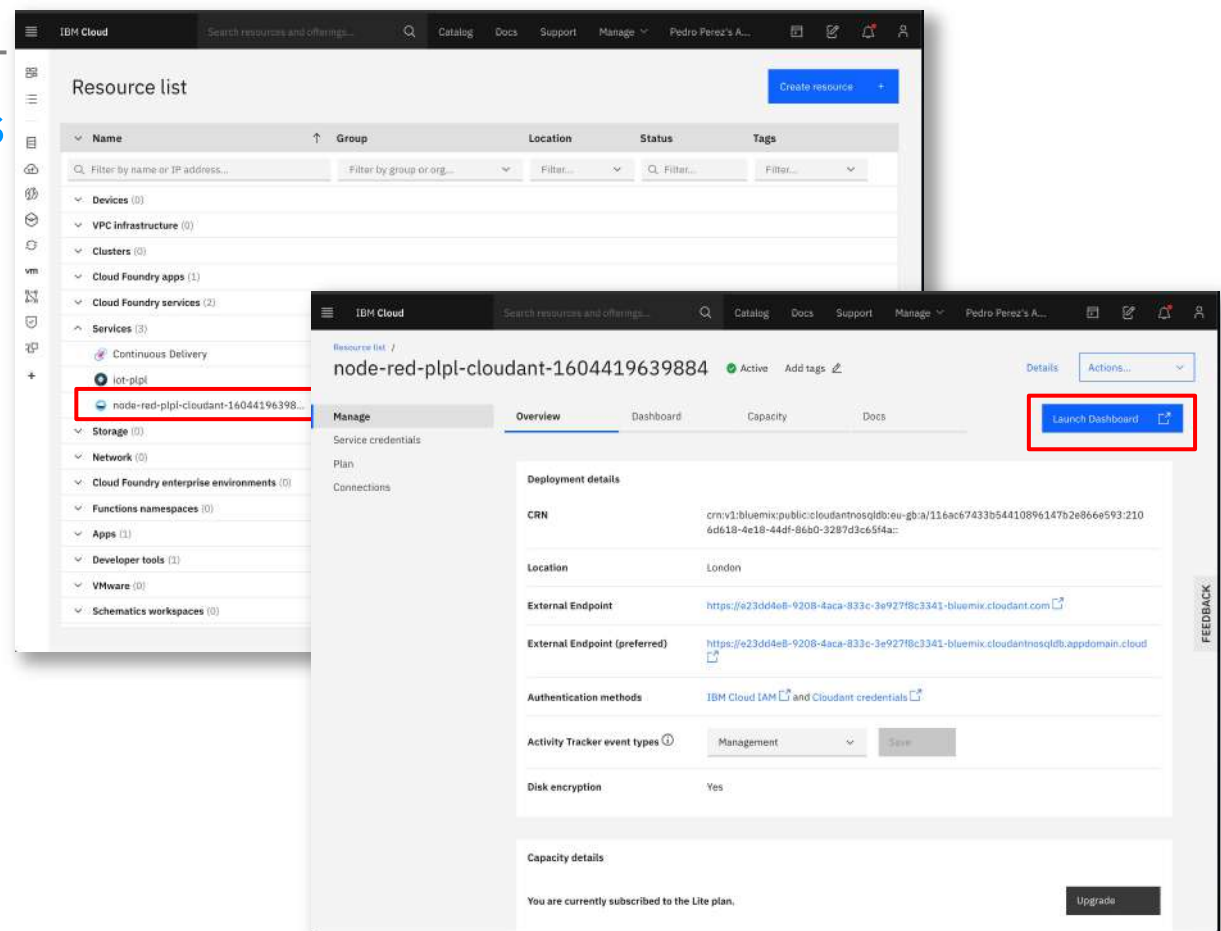 s
IBM Cloud Search resources and offerings... Catalog Docs Support Manage Pedro Perez's A...
Resource list
Create resource +
Name Group Location Status Tags
Filter by name or IP address... Filter by group or org... Filter... Filter... Filter...
Devices (0)
VPC infrastructure (0)
Clusters (0)
Cloud Foundry apps (1)
Cloud Foundry services (2)
Services (3)
Continuous Delivery
iot-plpl
node-red-plpl-cloudant-16044196398...
Storage (0)
Network (0)
Cloud Foundry enterprise environments (0)
Functions namespaces (0)
Apps (1)
Developer tools (1)
VMware (0)
Schematics workspaces (0)
vm
IBM Cloud Search resources and offerings... Catalog Docs Support Manage Pedro Perez's A...
Resource list /
node-red-plpl-cloudant-1604419639884 Active Add tags Details Actions...
Manage
Service credentials
Plan
Connections
Overview Dashboard Capacity Docs
Launch Dashboard
Deployment details
CRN crn:v1:bluemix:public:cloudantnosqldb:eu-gb:a/116ac67433b54410896147b2e866e593:210
6d618-4e18-44df-86b0-3287d3c65f4a::
Location London
External Endpoint https://e23dd4e8-9208-4aca-833c-3e927f8c3341-bluemix.cloudant.com
External Endpoint (preferred) https://e23dd4e8-9208-4aca-833c-3e927f8c3341-bluemix.cloudantnosqldb.appdomain.cloud
Authentication methods IBM Cloud IAM and Cloudant credentials
Activity Tracker event types Management Save
Disk encryption Yes
Capacity details
You are currently subscribed to the Lite plan. Upgrade
FEEDBACK